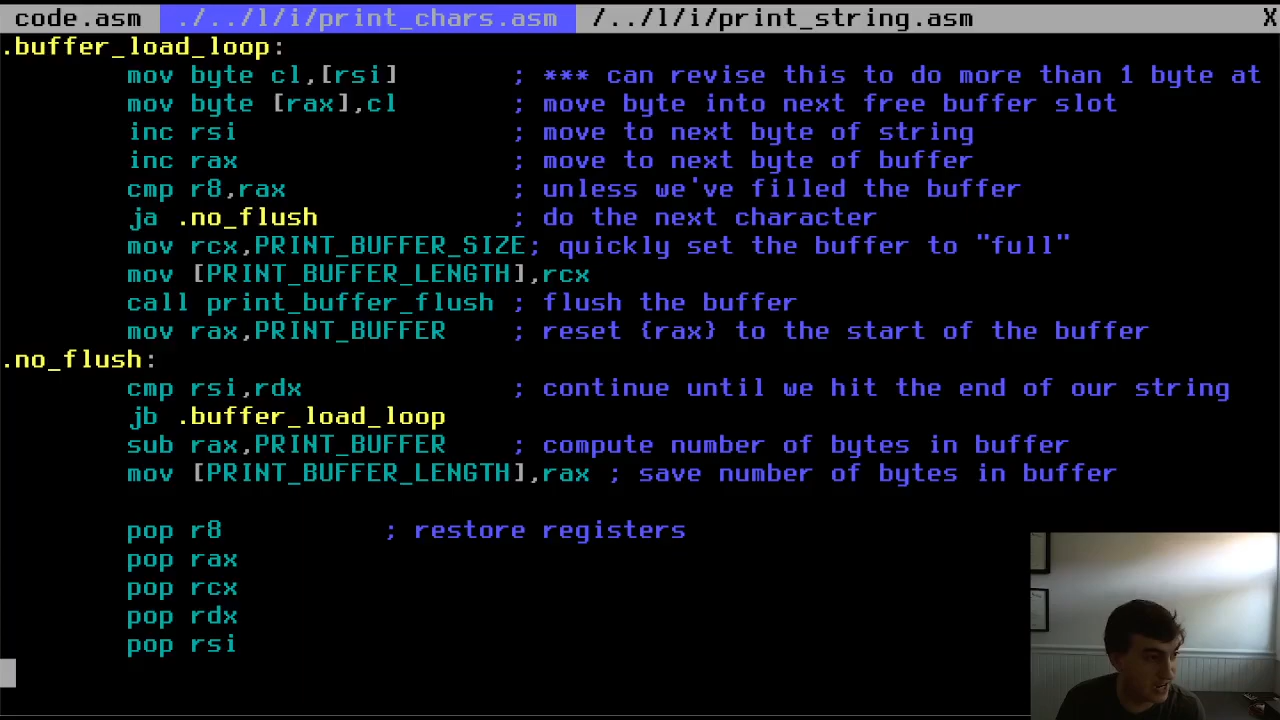 code.asm ./../l/i/print_chars.asm /../l/i/print_string.asm X
.buffer_load_loop:
mov byte cl,[rsi] ; *** can revise this to do more than 1 byte at
mov byte [rax],cl ; move byte into next free buffer slot
inc rsi ; move to next byte of string
inc rax ; move to next byte of buffer
cmp r8,rax ; unless we've filled the buffer
ja .no_flush ; do the next character
mov rcx,PRINT_BUFFER_SIZE; quickly set the buffer to "full"
mov [PRINT_BUFFER_LENGTH],rcx
call print_buffer_flush ; flush the buffer
mov rax,PRINT_BUFFER ; reset {rax} to the start of the buffer
.no_flush:
cmp rsi,rdx ; continue until we hit the end of our string
jb .buffer_load_loop
sub rax,PRINT_BUFFER ; compute number of bytes in buffer
mov [PRINT_BUFFER_LENGTH],rax ; save number of bytes in buffer
pop r8 ; restore registers
pop rax
pop rcx
pop rdx
pop rsi